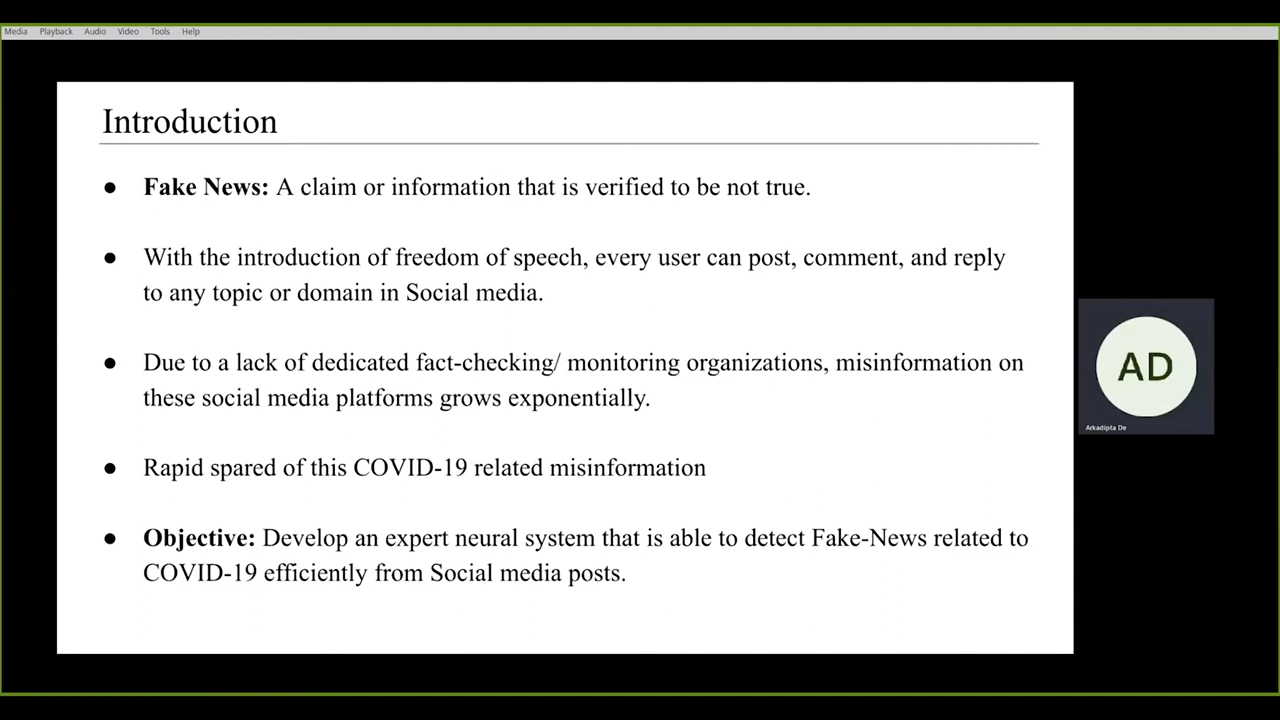 Media Playback Audio Video Tools Help
Introduction
● Fake News: A claim or information that is verified to be not true.
● With the introduction of freedom of speech, every user can post, comment, and reply
to any topic or domain in Social media.
● Due to a lack of dedicated fact-checking/ monitoring organizations, misinformation on
these social media platforms grows exponentially.
● Rapid spared of this COVID-19 related misinformation
● Objective: Develop an expert neural system that is able to detect Fake-News related to
COVID-19 efficiently from Social media posts.
AD
Arkadipta De